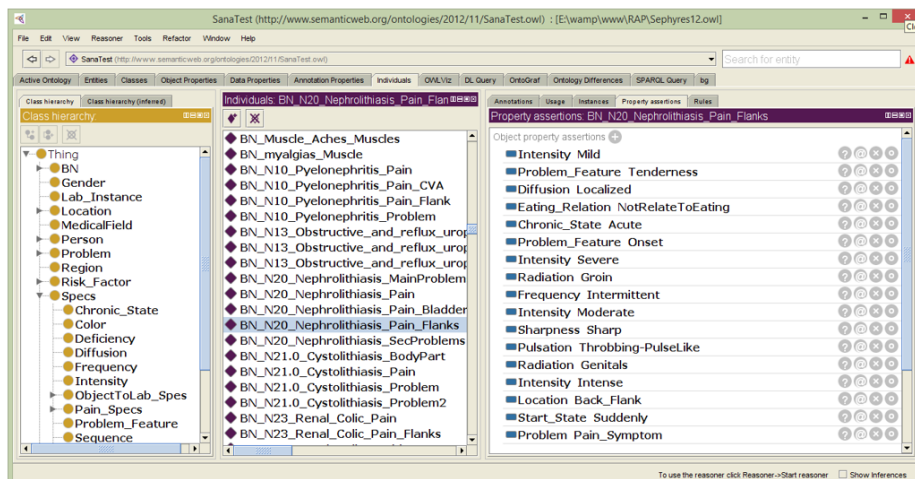 SanaTest (http://www.semanticweb.org/ontologies/2012/11/SanaTest.owl) : [E:\wamp\www\RAP\Sephyres12.owl]
File Edit View Reasoner Tools Refactor Window Help
SanaTest (http://www.semanticweb.org/ontologies/2012/11/SanaTest.owl)
Search for entity
Active Ontology Entities Classes Object Properties Data Properties Annotation Properties Individuals OWLViz DL Query OntoGraf Ontology Differences SPARQL Query bg
Class hierarchy Class hierarchy (inferred)
Class hierarchy:
Thing
BN
Gender
Lab_Instance
Location
MedicalField
Person
Problem
Region
Risk_Factor
Specs
Chronic_State
Color
Deficiency
Diffusion
Frequency
Intensity
ObjectToLab_Spes
Pain_Specs
Problem_Feature
Sequence
Individuals: BN_N20_Nephrolithiasis_Pain_Flan
BN_Muscle_Aches_Muscles
BN_myalgias_Muscle
BN_N10_Pyelonephritis_Pain
BN_N10_Pyelonephritis_Pain_CVA
BN_N10_Pyelonephritis_Pain_Flank
BN_N10_Pyelonephritis_Problem
BN_N13_Obstructive_and_reflux_urop
BN_N13_Obstructive_and_reflux_urop
BN_N13_Obstructive_and_reflux_urop
BN_N20_Nephrolithiasis_MainProblem
BN_N20_Nephrolithiasis_Pain
BN_N20_Nephrolithiasis_Pain_Bladder
BN_N20_Nephrolithiasis_Pain_Flanks
BN_N20_Nephrolithiasis_SecProblems
BN_N21.0_Cystolithiasis_BodyPart
BN_N21.0_Cystolithiasis_Pain
BN_N21.0_Cystolithiasis_Problem
BN_N21.0_Cystolithiasis_Problem2
BN_N23_Renal_Colic_Pain
BN_N23_Renal_Colic_Pain_Flanks
Annotations Usage Instances Property assertions Rules
Property assertions: BN_N20_Nephrolithiasis_Pain_Flanks
Object property assertions
Intensity Mild
Problem_Feature Tenderness
Diffusion Localized
Eating_Relation NotRelateToEating
Chronic_State Acute
Problem_Feature Onset
Intensity Severe
Radiation Groin
Frequency Intermittent
Intensity Moderate
Sharpness Sharp
Pulsation Throbbing-PulseLike
Radiation Genitals
Intensity Intense
Location Back_Flank
Start_State Suddenly
Problem Pain_Symptom
To use the reasoner click Reasoner->Start reasoner Show Inferences